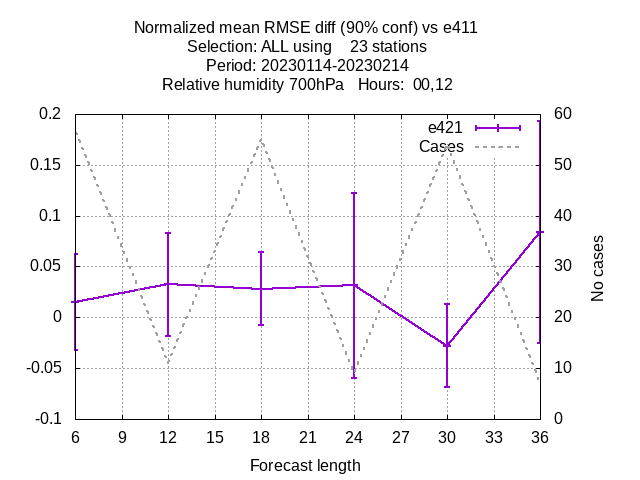 Normalized mean RMSE diff (90% conf) vs e411
Selection: ALL using    23 stations
Period: 20230114-20230214
Relative humidity 700hPa   Hours:  00,12
0.2
0.15
0.1
0.05
0
-0.05
-0.1
60
50
40
30
20
10
0
e421
Cases
No cases
6 9 12 15 18 21 24 27 30 33 36
Forecast length